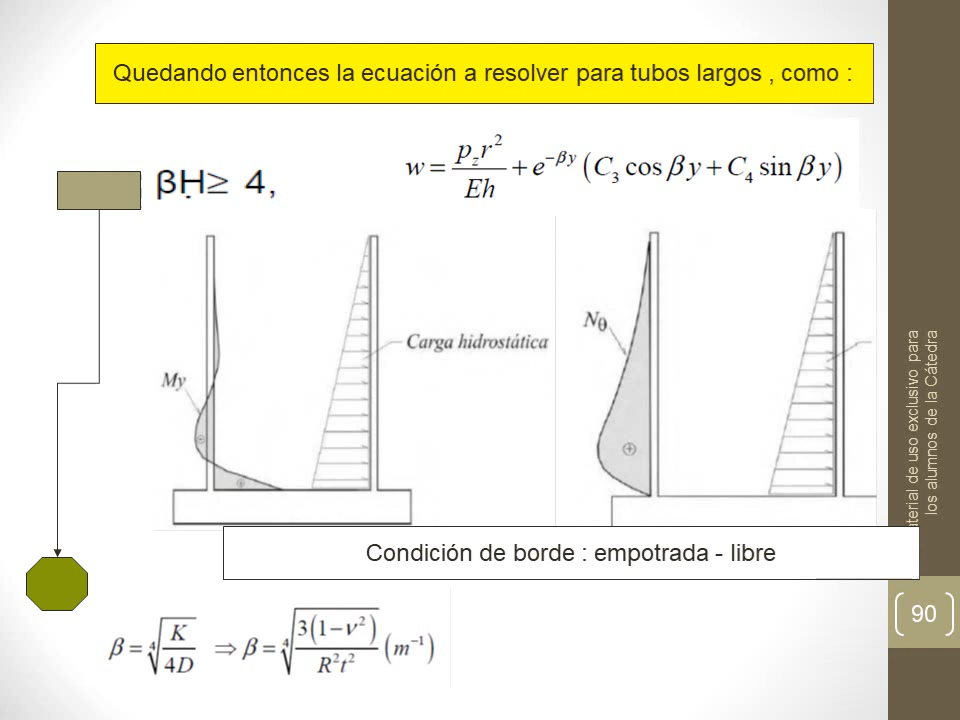 Quedando entonces la ecuación a resolver para tubos largos , como :
βH≥ 4,
w = p_z r² / Eh + e^{-βy} (C₃ cos βy + C₄ sin βy)
My
Carga hidrostática
N_θ
Condición de borde : empotrada - libre
β = ⁴√(K / 4D) ⇒ β = ⁴√(3(1−ν²) / R²t²) (m⁻¹)
de uso exclusivo para
los alumnos de la Cátedra
90